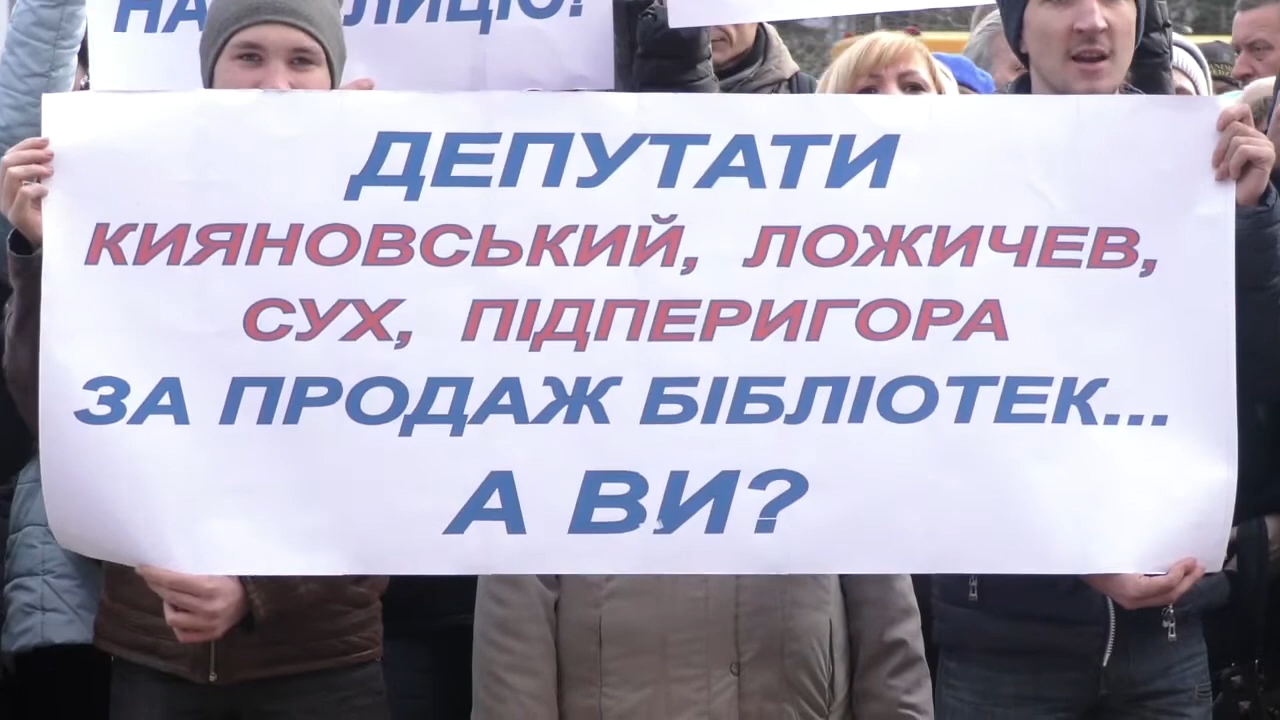 ДЕПУТАТИ
КИЯНОВСЬКИЙ, ЛОЖИЧЕВ,
СУХ, ПІДПЕРИГОРА
ЗА ПРОДАЖ БІБЛІОТЕК...
А ВИ?